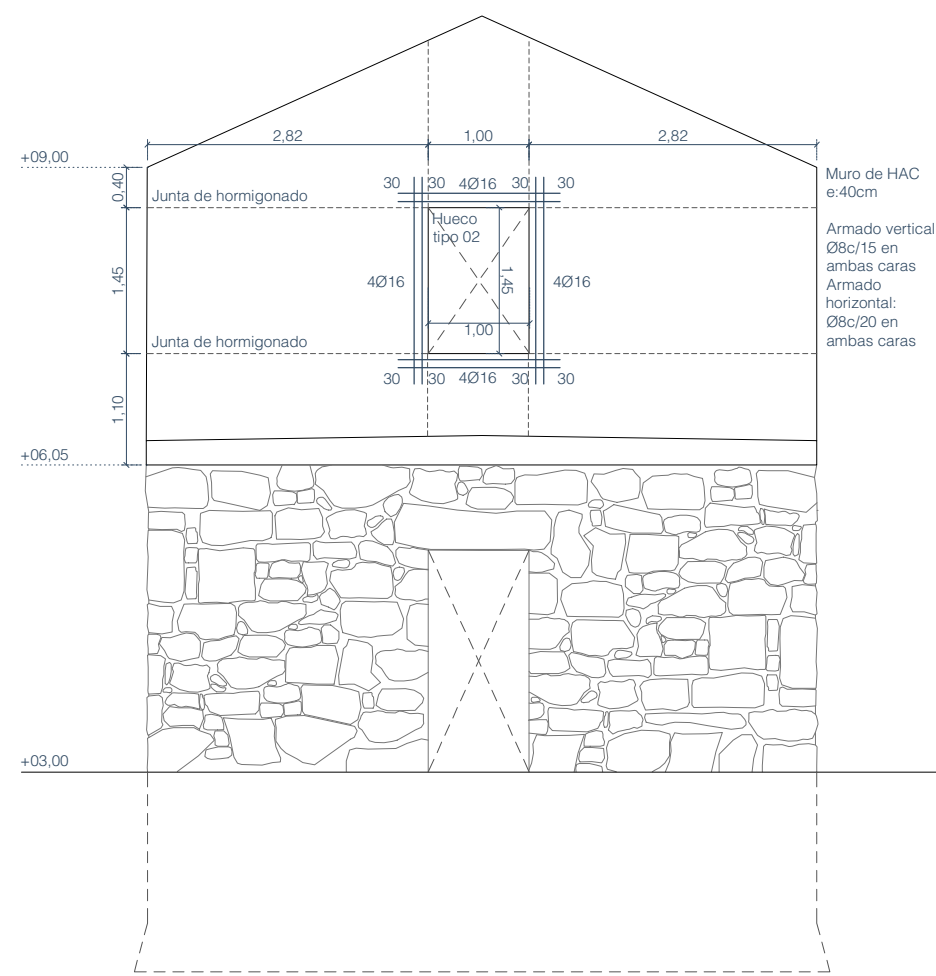 2,82
1,00
2,82
+09,00
0,40
Junta de hormigonado
30
30
4Ø16
30
30
Muro de HAC
e:40cm
Armado vertical
Ø8c/15 en
ambas caras
Armado
horizontal:
Ø8c/20 en
ambas caras
Hueco
tipo 02
1,45
4Ø16
1,45
4Ø16
1,00
Junta de hormigonado
30
30
4Ø16
30
30
1,10
+06,05
+03,00